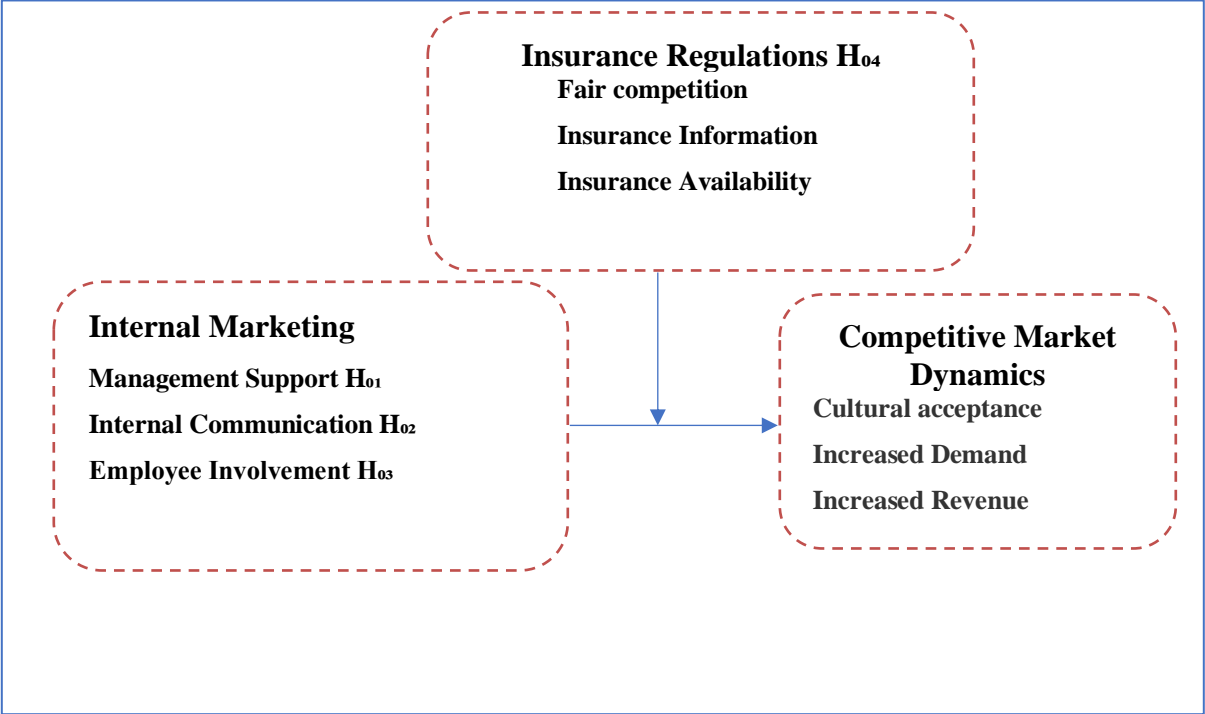 Insurance Regulations H₀₄
Fair competition
Insurance Information
Insurance Availability
Internal Marketing
Management Support H₀₁
Internal Communication H₀₂
Employee Involvement H₀₃
Competitive Market
Dynamics
Cultural acceptance
Increased Demand
Increased Revenue